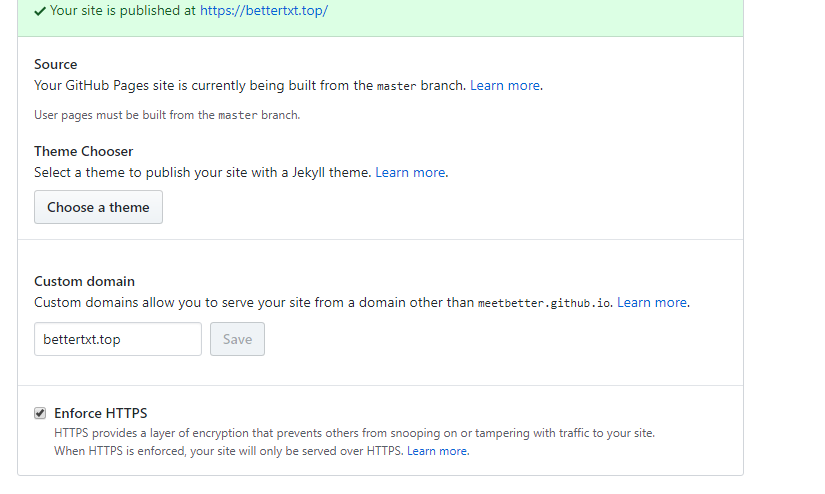 Your site is published at https://bettertxt.top/
Source
Your GitHub Pages site is currently being built from the master branch. Learn more.
User pages must be built from the master branch.
Theme Chooser
Select a theme to publish your site with a Jekyll theme. Learn more.
Choose a theme
Custom domain
Custom domains allow you to serve your site from a domain other than meetbetter.github.io. Learn more.
bettertxt.top Save
Enforce HTTPS
HTTPS provides a layer of encryption that prevents others from snooping on or tampering with traffic to your site.
When HTTPS is enforced, your site will only be served over HTTPS. Learn more.